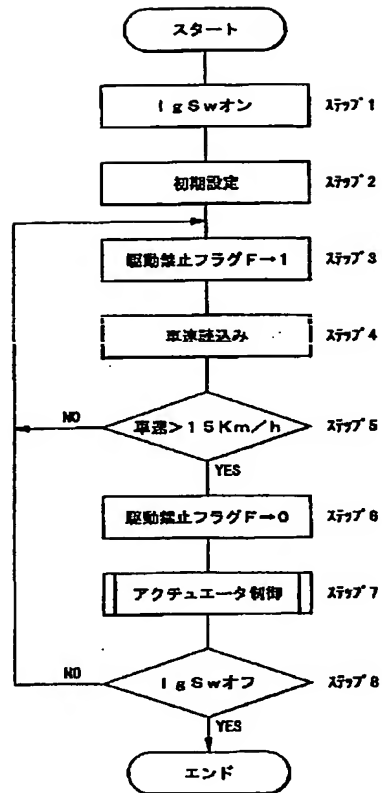 スタート
IgSwオン ステップ1
初期設定 ステップ2
駆動禁止フラグF→1 ステップ3
車速読込み ステップ4
車速>15Km/h ステップ5
NO
YES
駆動禁止フラグF→0 ステップ6
アクチュエータ制御 ステップ7
IgSwオフ ステップ8
NO
YES
エンド